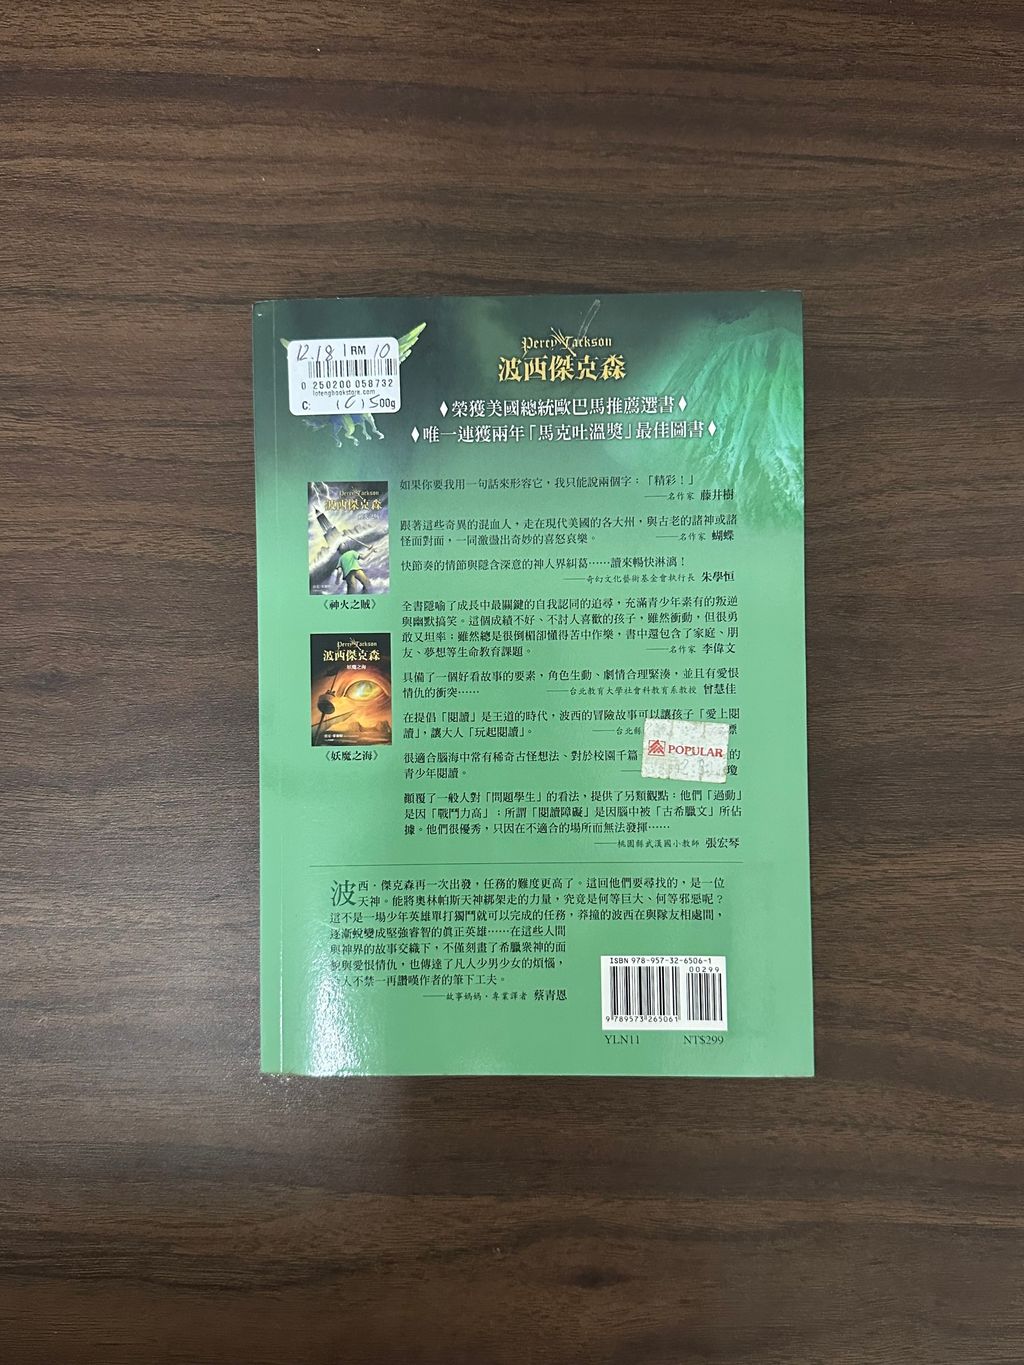 12.18 RM 10
0 250200 058732
lotengbookstore.com
C: 00g
Percy Jackson
波西傑克森
榮獲美國總統歐巴馬推薦選書
唯一連獲兩年「馬克吐溫獎」最佳圖書
如果你要我用一句話來形容它,我只能說兩個字:「精彩!」
——名作家 藤井樹
跟著這些奇異的混血人,走在現代美國的各大州,與古老的諸神或諸
怪面對面,一同激盪出奇妙的喜怒哀樂。 ——名作家 蝴蝶
快節奏的情節與隱含深意的神人界糾葛……讀來暢快淋漓!
——奇幻文化藝術基金會執行長 朱學恒
全書隱喻了成長中最關鍵的自我認同的追尋,充滿青少年素有的叛逆
與幽默搞笑。這個成績不好、不討人喜歡的孩子,雖然衝動,但很勇
敢又坦率;雖然總是很倒楣卻懂得苦中作樂,書中還包含了家庭、朋
友、夢想等生命教育課題。 ——名作家 李偉文
具備了一個好看故事的要素,角色生動、劇情合理緊湊,並且有愛恨
情仇的衝突…… ——台北教育大學社會科教育系教授 曾慧佳
在提倡「閱讀」是王道的時代,波西的冒險故事可以讓孩子「愛上閱
讀」,讓大人「玩起閱讀」。 ——台北縣
POPULAR
很適合腦海中常有稀奇古怪想法、對於校園千篇 的
青少年閱讀。 瓊
顛覆了一般人對「問題學生」的看法,提供了另類觀點:他們「過動」
是因「戰鬥力高」;所謂「閱讀障礙」是因腦中被「古希臘文」所佔
據。他們很優秀,只因在不適合的場所而無法發揮……
——桃園縣武漢國小教師 張宏琴
Percy Jackson
波西傑克森
《神火之賊》
Percy Jackson
波西傑克森
妖魔之海
《妖魔之海》
波西·傑克森再一次出發,任務的難度更高了。這回他們要尋找的,是一位
天神。能將奧林帕斯天神綁架走的力量,究竟是何等巨大、何等邪惡呢?
這不是一場少年英雄單打獨鬥就可以完成的任務,莽撞的波西在與隊友相處間,
逐漸蛻變成堅強睿智的真正英雄……在這些人間
與神界的故事交織下,不僅刻畫了希臘眾神的面
貌與愛恨情仇,也傳達了凡人少男少女的煩惱,
人不禁一再讚嘆作者的筆下工夫。
——故事媽媽·專業譯者 蔡青恩
ISBN 978-957-32-6506-1
00299
9 789573 265061
YLN11 NT$299